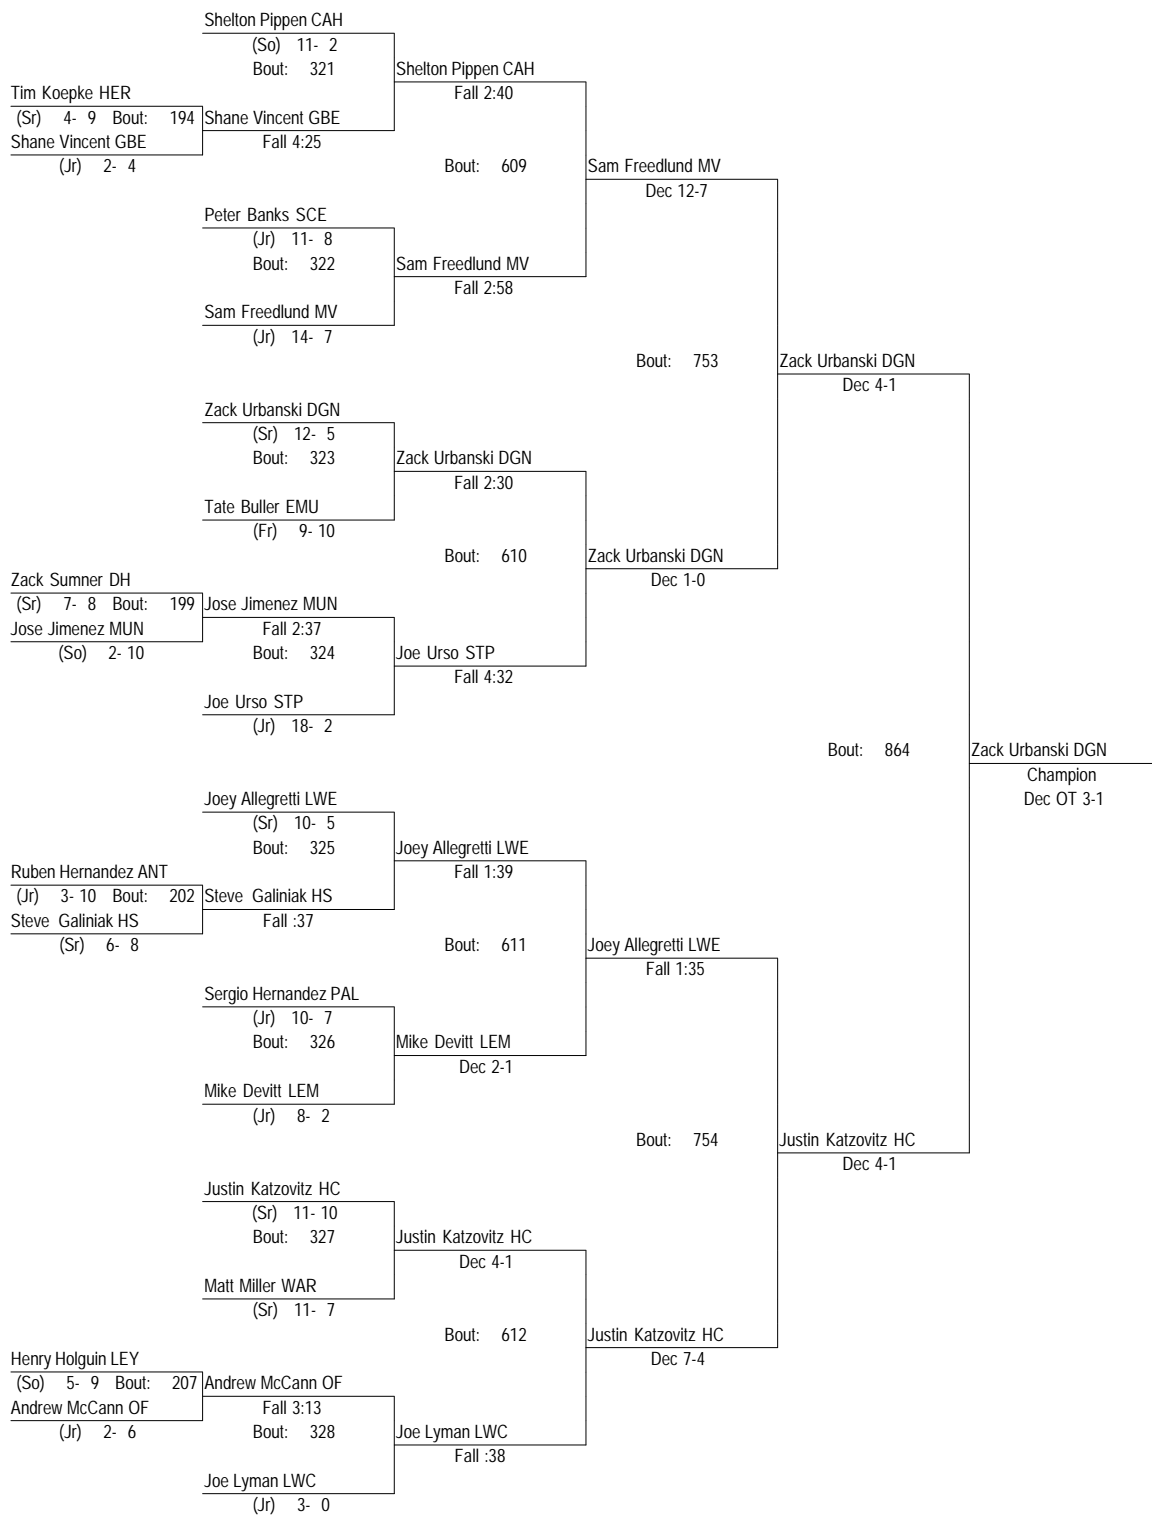 Shelton Pippen CAH
(So) 11- 2
Bout: 321
Shelton Pippen CAH
Fall 2:40
Tim Koepke HER
(Sr) 4- 9 Bout: 194
Shane Vincent GBE
Shane Vincent GBE
Fall 4:25
(Jr) 2- 4
Bout: 609
Sam Freedlund MV
Dec 12-7
Peter Banks SCE
(Jr) 11- 8
Bout: 322
Sam Freedlund MV
Fall 2:58
Sam Freedlund MV
(Jr) 14- 7
Bout: 753
Zack Urbanski DGN
Dec 4-1
Zack Urbanski DGN
(Sr) 12- 5
Bout: 323
Zack Urbanski DGN
Fall 2:30
Tate Buller EMU
(Fr) 9- 10
Bout: 610
Zack Urbanski DGN
Dec 1-0
Zack Sumner DH
(Sr) 7- 8 Bout: 199
Jose Jimenez MUN
Jose Jimenez MUN
Fall 2:37
(So) 2- 10
Bout: 324
Joe Urso STP
Fall 4:32
Joe Urso STP
(Jr) 18- 2
Bout: 864
Zack Urbanski DGN
Champion
Dec OT 3-1
Joey Allegretti LWE
(Sr) 10- 5
Bout: 325
Joey Allegretti LWE
Fall 1:39
Ruben Hernandez ANT
(Jr) 3- 10 Bout: 202
Steve Galiniak HS
Steve Galiniak HS
Fall :37
(Sr) 6- 8
Bout: 611
Joey Allegretti LWE
Fall 1:35
Sergio Hernandez PAL
(Jr) 10- 7
Bout: 326
Mike Devitt LEM
Dec 2-1
Mike Devitt LEM
(Jr) 8- 2
Bout: 754
Justin Katzovitz HC
Dec 4-1
Justin Katzovitz HC
(Sr) 11- 10
Bout: 327
Justin Katzovitz HC
Dec 4-1
Matt Miller WAR
(Sr) 11- 7
Bout: 612
Justin Katzovitz HC
Dec 7-4
Henry Holguin LEY
(So) 5- 9 Bout: 207
Andrew McCann OF
Andrew McCann OF
Fall 3:13
(Jr) 2- 6
Bout: 328
Joe Lyman LWC
Fall :38
Joe Lyman LWC
(Jr) 3- 0